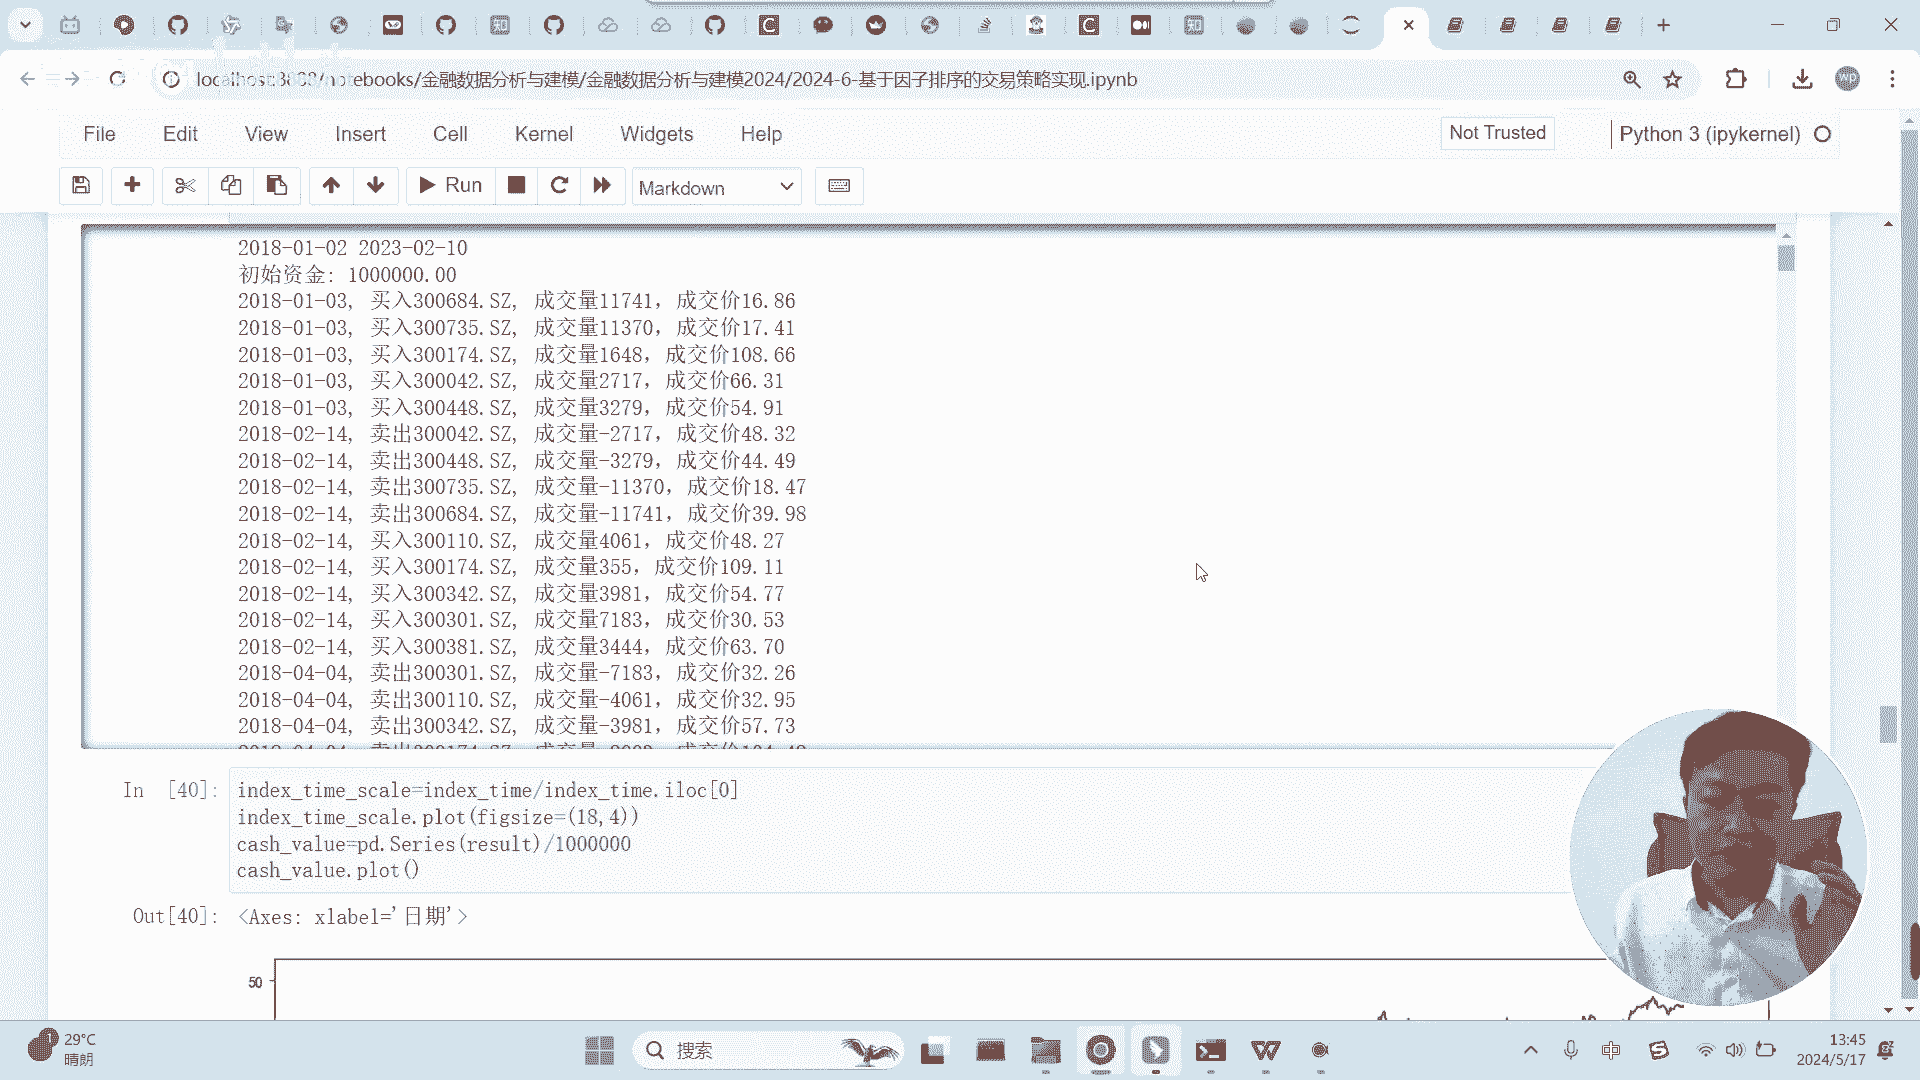 localhost:8888/notebooks/金融数据分析与建模/金融数据分析与建模2024/2024-6-基于因子排序的交易策略实现.ipynb
wp
File Edit View Insert Cell Kernel Widgets Help
Not Trusted
Python 3 (ipykernel)
Run
Markdown
2018-01-02 2023-02-10
初始资金: 1000000.00
2018-01-03, 买入300684.SZ, 成交量11741，成交价16.86
2018-01-03, 买入300735.SZ, 成交量11370，成交价17.41
2018-01-03, 买入300174.SZ, 成交量1648，成交价108.66
2018-01-03, 买入300042.SZ, 成交量2717，成交价66.31
2018-01-03, 买入300448.SZ, 成交量3279，成交价54.91
2018-02-14, 卖出300042.SZ, 成交量-2717，成交价48.32
2018-02-14, 卖出300448.SZ, 成交量-3279，成交价44.49
2018-02-14, 卖出300735.SZ, 成交量-11370，成交价18.47
2018-02-14, 卖出300684.SZ, 成交量-11741，成交价39.98
2018-02-14, 买入300110.SZ, 成交量4061，成交价48.27
2018-02-14, 买入300174.SZ, 成交量355，成交价109.11
2018-02-14, 买入300342.SZ, 成交量3981，成交价54.77
2018-02-14, 买入300301.SZ, 成交量7183，成交价30.53
2018-02-14, 买入300381.SZ, 成交量3444，成交价63.70
2018-04-04, 卖出300301.SZ, 成交量-7183，成交价32.26
2018-04-04, 卖出300110.SZ, 成交量-4061，成交价32.95
2018-04-04, 卖出300342.SZ, 成交量-3981，成交价57.73
In [40]:
index_time_scale=index_time/index_time.iloc[0]
index_time_scale.plot(figsize=(18,4))
cash_value=pd.Series(result)/1000000
cash_value.plot()
Out[40]: <Axes: xlabel='日期'>
50
29°C
晴朗
搜索
中
13:45
2024/5/17